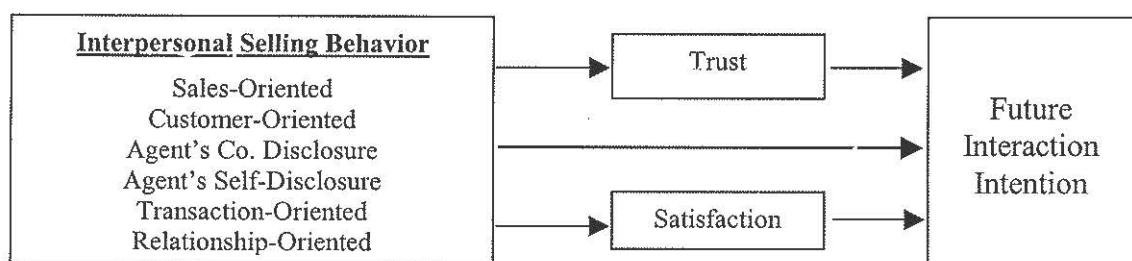 Interpersonal Selling Behavior
Sales-Oriented
Customer-Oriented
Agent's Co. Disclosure
Agent's Self-Disclosure
Transaction-Oriented
Relationship-Oriented
Trust
Satisfaction
Future
Interaction
Intention